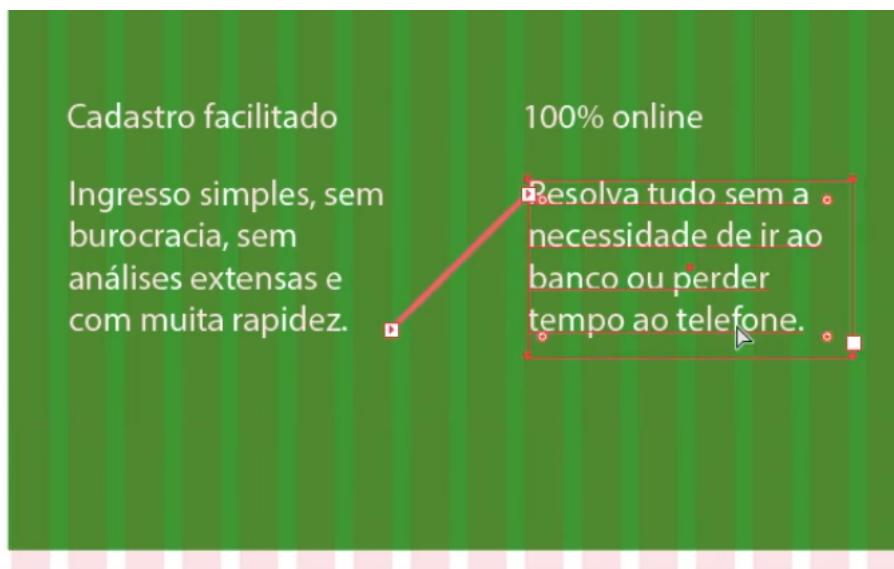 Cadastro facilitado
Ingresso simples, sem
burocracia, sem
análises extensas e
com muita rapidez.
100% online
Resolva tudo sem a
necessidade de ir ao
banco ou perder
tempo ao telefone.